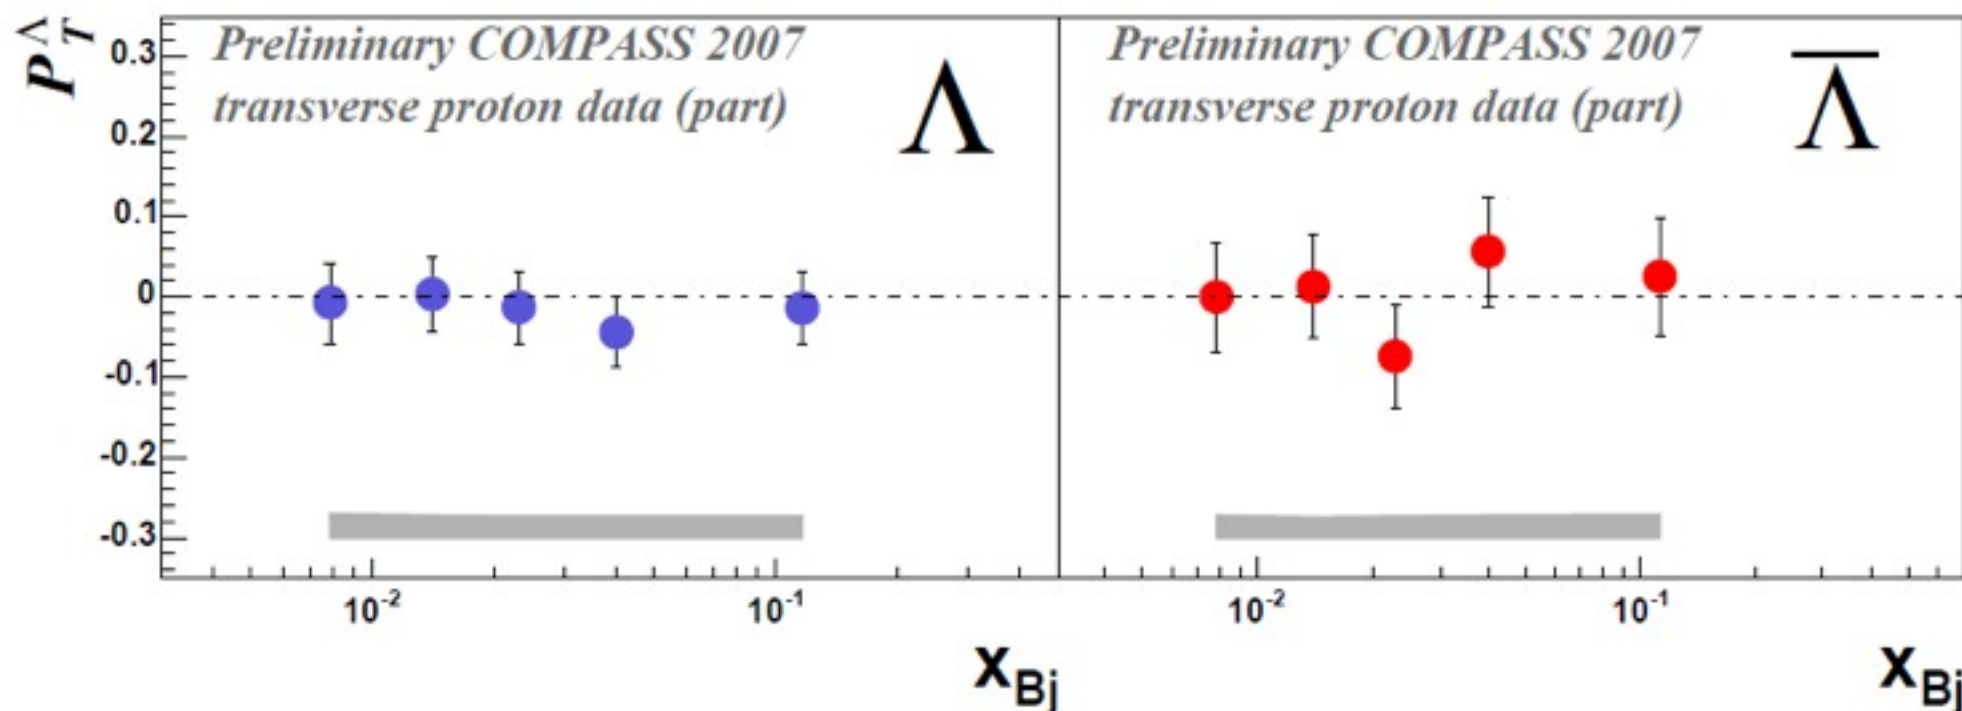 P_T^Λ
Preliminary COMPASS 2007
transverse proton data (part)
Λ
0.3
0.2
0.1
0
-0.1
-0.2
-0.3
10^-2
10^-1
x_Bj
Preliminary COMPASS 2007
transverse proton data (part)
Λ̅
10^-2
10^-1
x_Bj